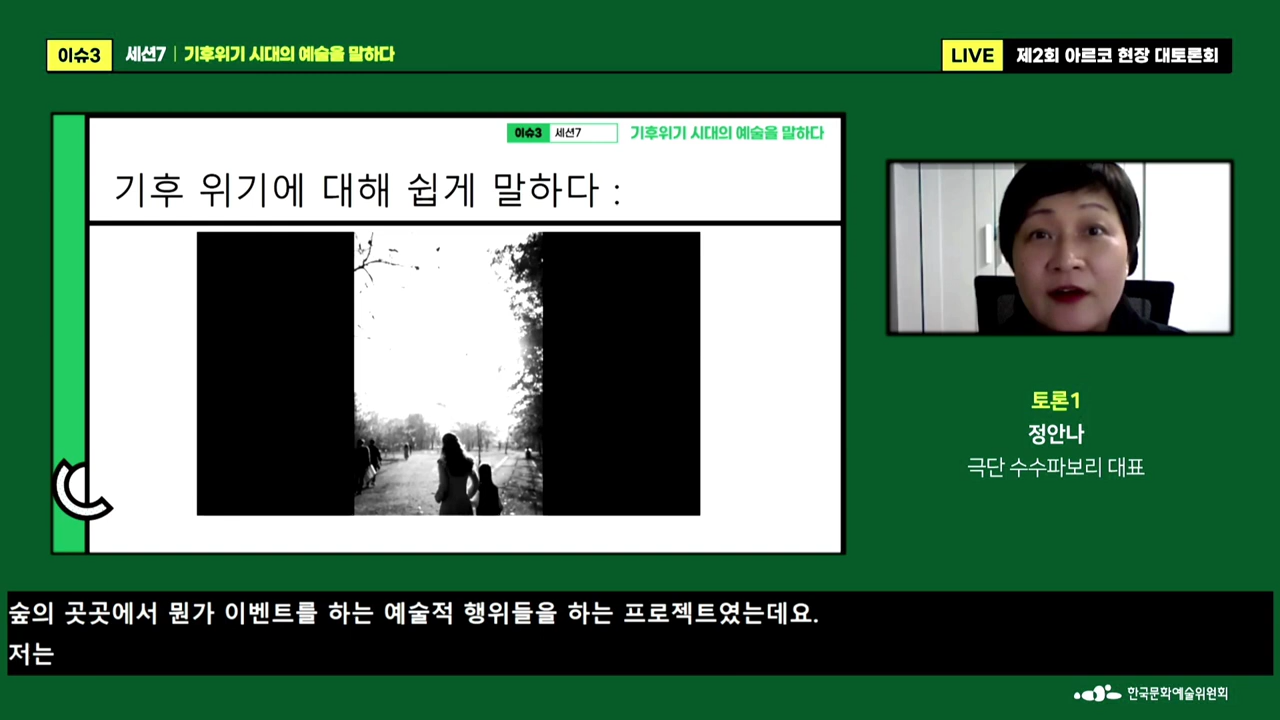 이슈3 세션7 | 기후위기 시대의 예술을 말하다
LIVE 제2회 아르코 현장 대토론회
이슈3 세션7 기후위기 시대의 예술을 말하다
기후 위기에 대해 쉽게 말하다 :
토론1
정안나
극단 수수파보리 대표
숲의 곳곳에서 뭔가 이벤트를 하는 예술적 행위들을 하는 프로젝트였는데요.
저는
한국문화예술위원회